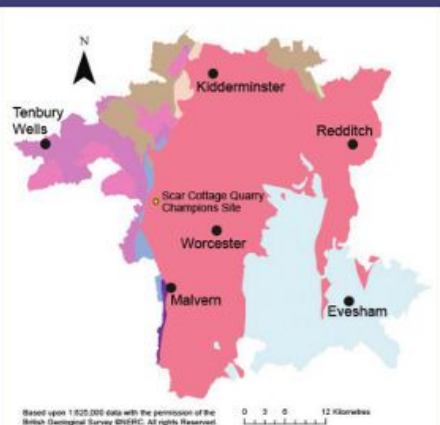 N
Kidderminster
Tenbury
Wells
Redditch
Scar Cottage Quarry
Champions Site
Worcester
Malvern
Evesham
Based upon 1:625,000 data with the permission of the
British Geological Survey ©NERC. All rights Reserved.
0 3 6 12 Kilometres